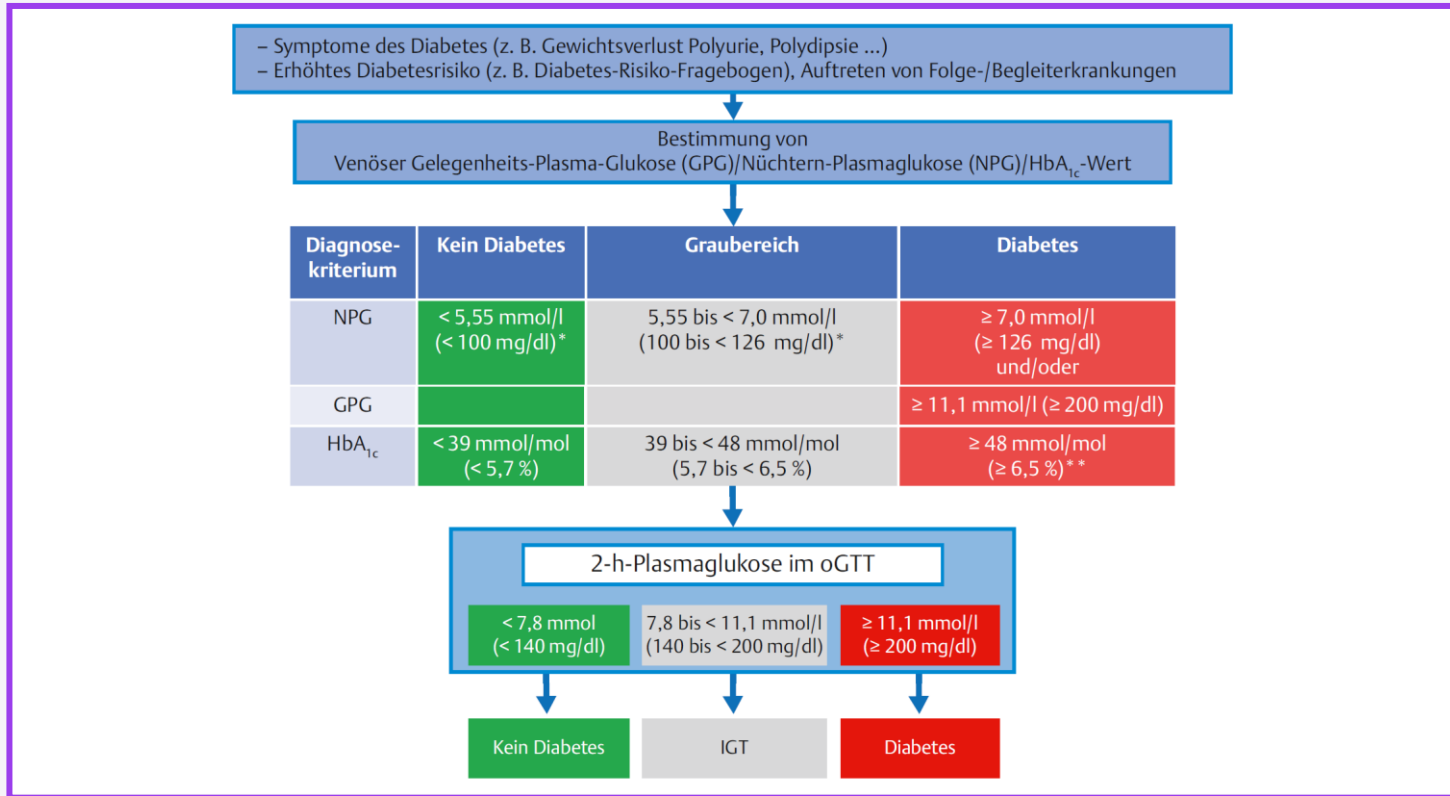 – Symptome des Diabetes (z. B. Gewichtsverlust Polyurie, Polydipsie ...)
– Erhöhtes Diabetesrisiko (z. B. Diabetes-Risiko-Fragebogen), Auftreten von Folge-/Begleiterkrankungen
Bestimmung von
Venöser Gelegenheits-Plasma-Glukose (GPG)/Nüchtern-Plasmaglukose (NPG)/HbA1c-Wert
Diagnose-
kriterium
Kein Diabetes
Graubereich
Diabetes
NPG
< 5,55 mmol/l
(< 100 mg/dl)*
5,55 bis < 7,0 mmol/l
(100 bis < 126 mg/dl)*
≥ 7,0 mmol/l
(≥ 126 mg/dl)
und/oder
GPG
≥ 11,1 mmol/l (≥ 200 mg/dl)
HbA1c
< 39 mmol/mol
(< 5,7 %)
39 bis < 48 mmol/mol
(5,7 bis < 6,5 %)
≥ 48 mmol/mol
(≥ 6,5 %)**
2-h-Plasmaglukose im oGTT
< 7,8 mmol
(< 140 mg/dl)
7,8 bis < 11,1 mmol/l
(140 bis < 200 mg/dl)
≥ 11,1 mmol/l
(≥ 200 mg/dl)
Kein Diabetes
IGT
Diabetes